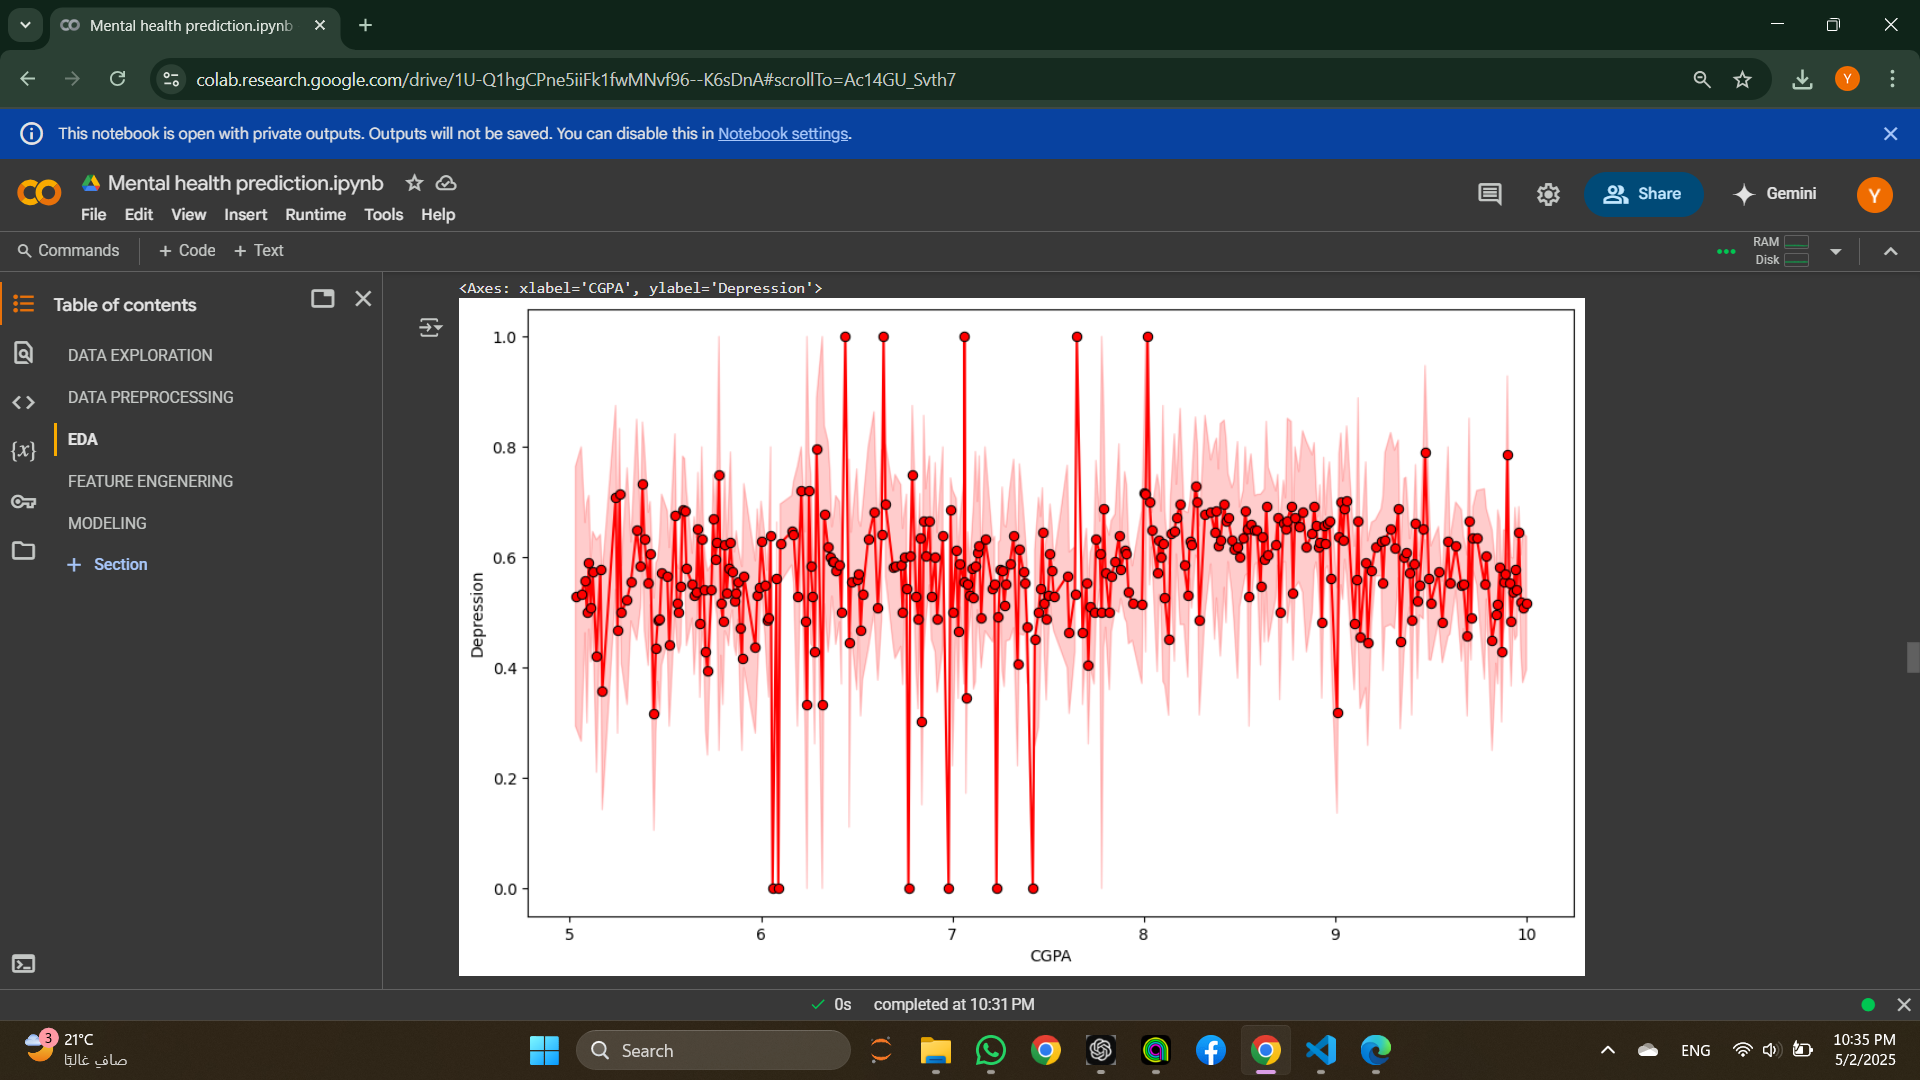 Mental health prediction.ipynb
colab.research.google.com/drive/1U-Q1hgCPne5iiFk1fwMNvf96--K6sDnA#scrollTo=Ac14GU_Svth7
Y
This notebook is open with private outputs. Outputs will not be saved. You can disable this in Notebook settings.
Mental health prediction.ipynb
File Edit View Insert Runtime Tools Help
Share
Gemini
Y
Commands + Code + Text
RAM
Disk
Table of contents
DATA EXPLORATION
DATA PREPROCESSING
EDA
FEATURE ENGENERING
MODELING
+ Section
<Axes: xlabel='CGPA', ylabel='Depression'>
1.0
0.8
0.6
0.4
0.2
0.0
Depression
5 6 7 8 9 10
CGPA
0s completed at 10:31 PM
3
21°C
صافٍ غالبًا
Search
ENG
10:35 PM
5/2/2025